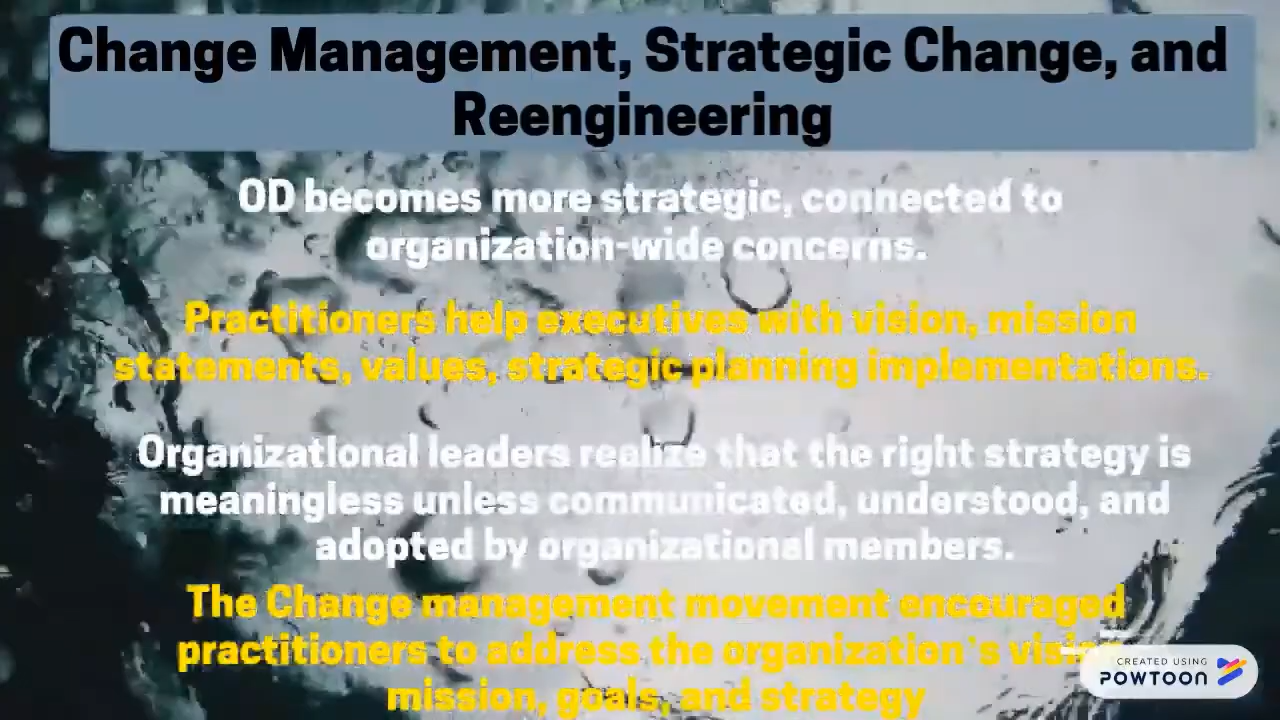 Change Management, Strategic Change, and
Reengineering
OD becomes more strategic, connected to
organization-wide concerns.
Practitioners help executives with vision, mission
statements, values, strategic planning implementations.
Organizational leaders realize that the right strategy is
meaningless unless communicated, understood, and
adopted by organizational members.
The Change management movement encouraged
practitioners to address the organization's vision,
mission, goals, and strategy
CREATED USING
POWTOON